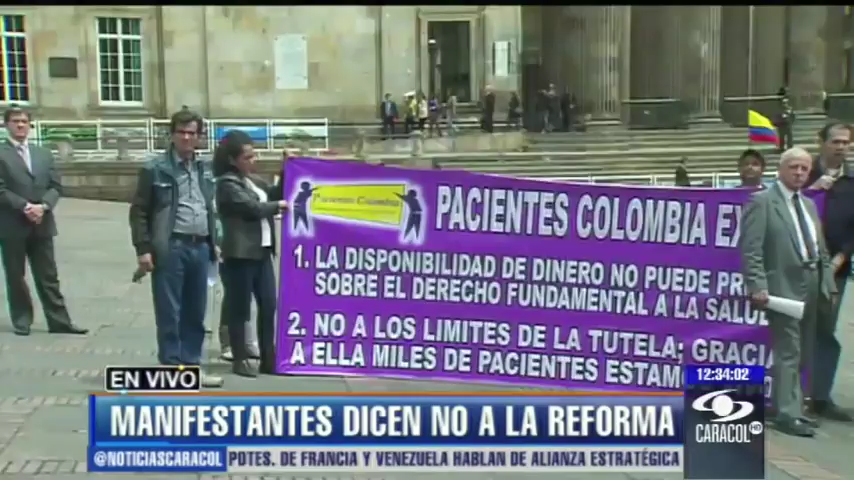 Pacientes Colombia
PACIENTES COLOMBIA EX
1. LA DISPONIBILIDAD DE DINERO NO PUEDE PR
SOBRE EL DERECHO FUNDAMENTAL A LA SALUD
2. NO A LOS LIMITES DE LA TUTELA; GRACIA
A ELLA MILES DE PACIENTES ESTAM
EN VIVO
12:34:02
MANIFESTANTES DICEN NO A LA REFORMA
CARACOL HD
@NOTICIASCARACOL PDTES. DE FRANCIA Y VENEZUELA HABLAN DE ALIANZA ESTRATÉGICA